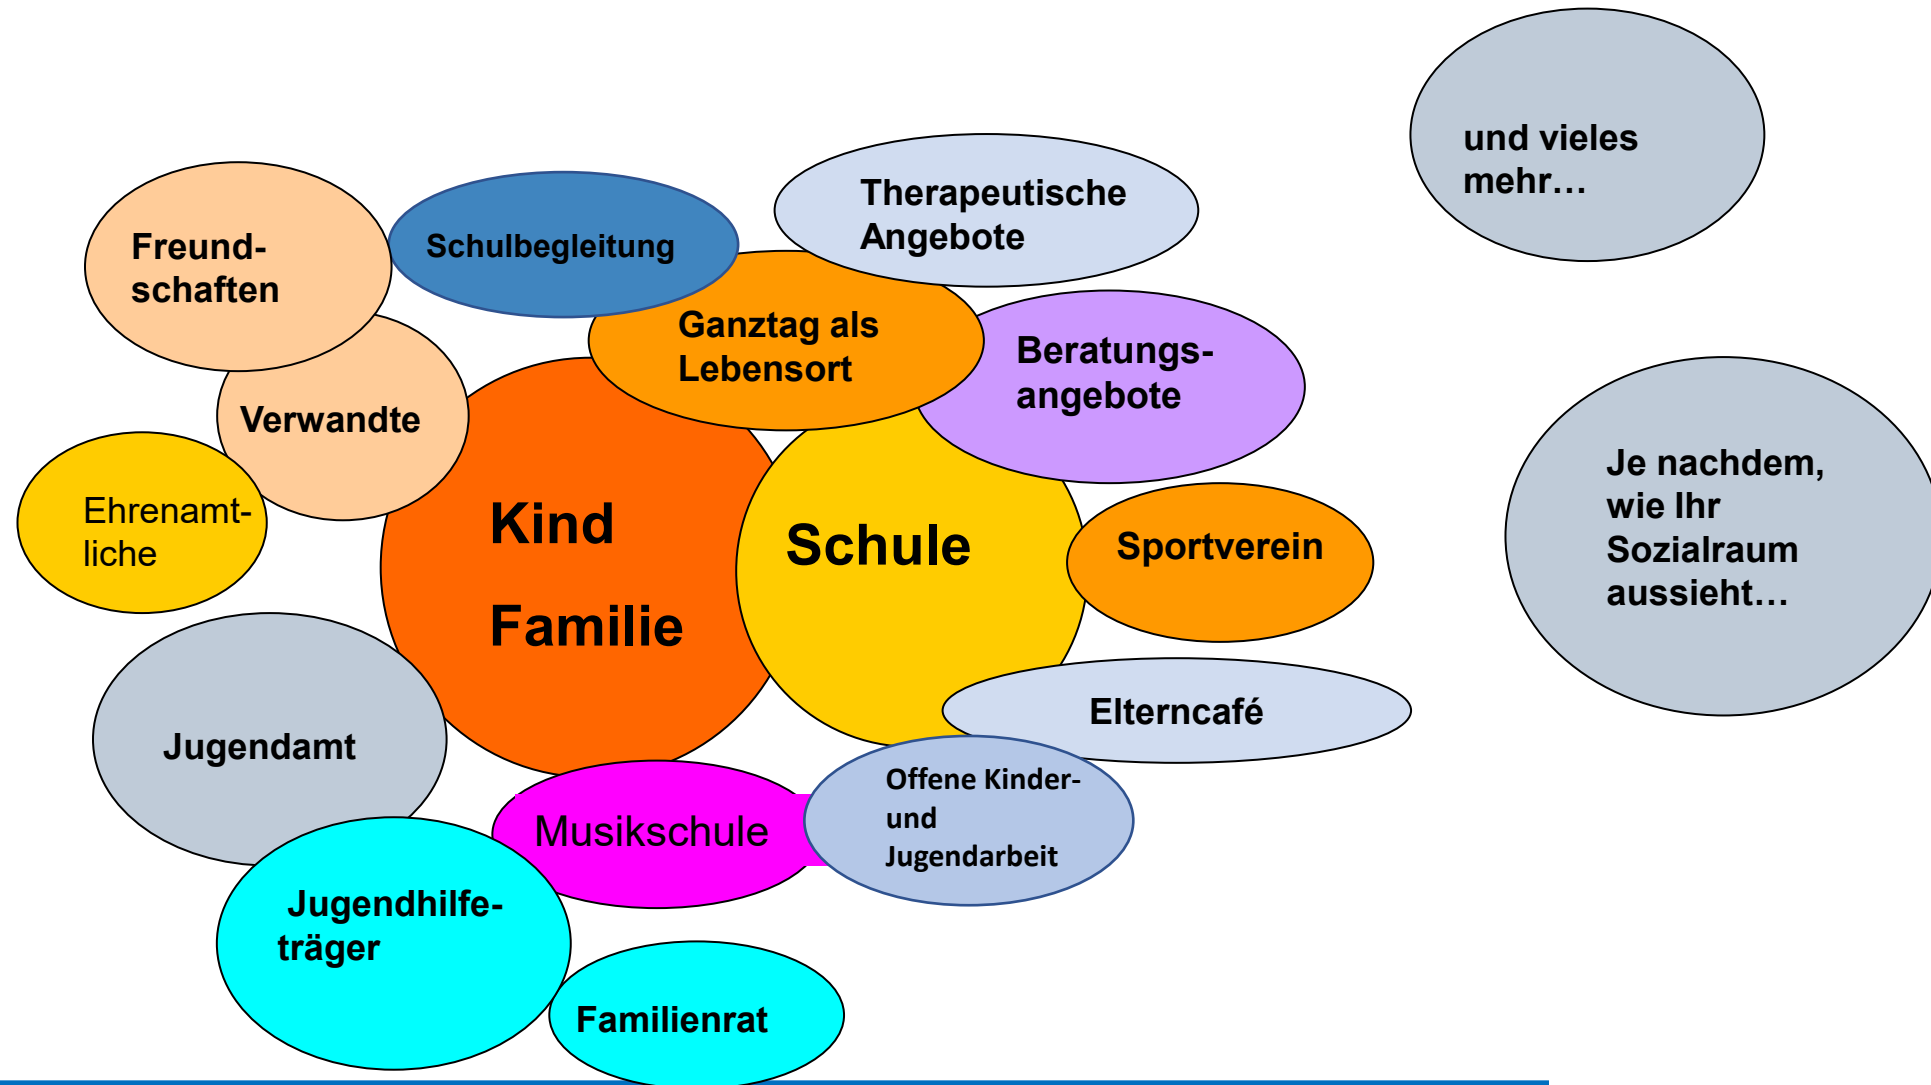 und vieles
mehr…
Therapeutische
Angebote
Freund-
schaften
Schulbegleitung
Ganztag als
Lebensort
Beratungs-
angebote
Verwandte
Je nachdem,
wie Ihr
Sozialraum
aussieht…
Ehrenamt-
liche
Kind
Familie
Schule
Sportverein
Elterncafé
Jugendamt
Musikschule
Offene Kinder-
und
Jugendarbeit
Jugendhilfe-
träger
Familienrat